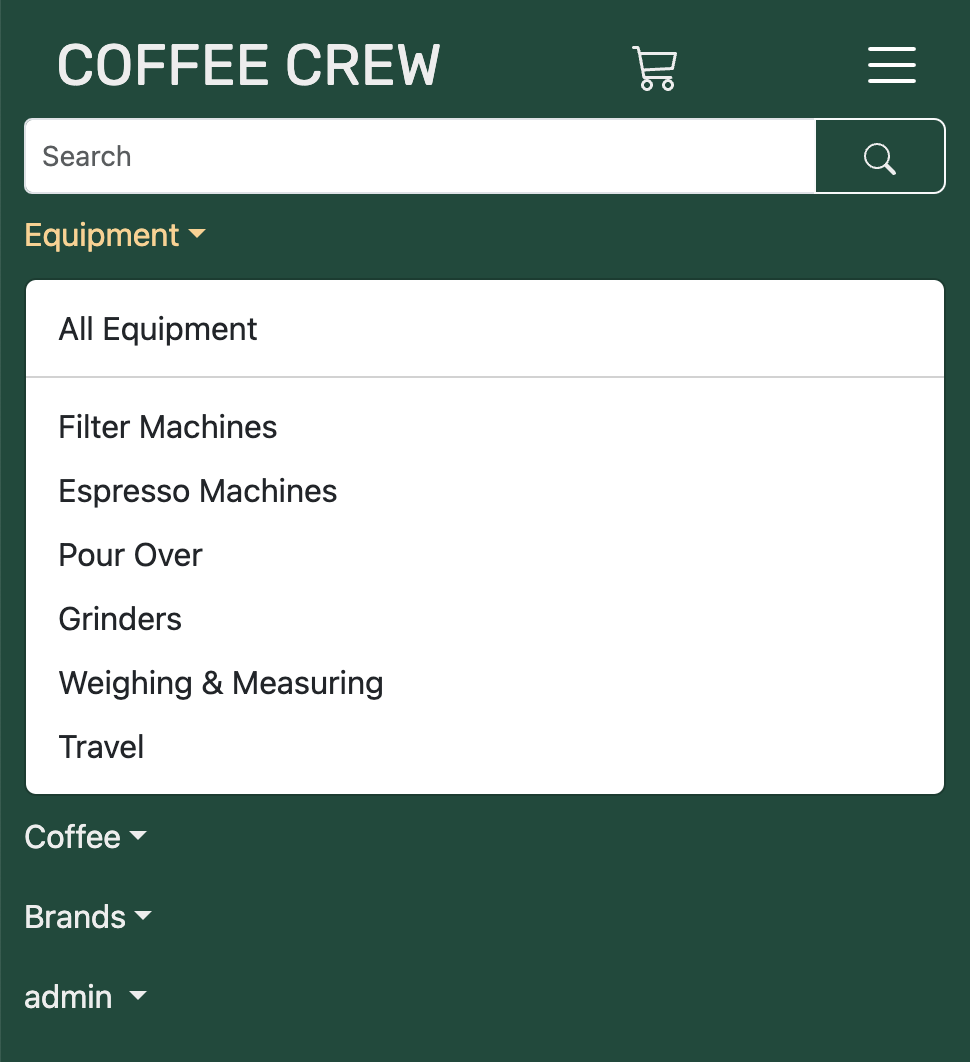 COFFEE CREW
Search
Equipment
All Equipment
Filter Machines
Espresso Machines
Pour Over
Grinders
Weighing & Measuring
Travel
Coffee
Brands
admin